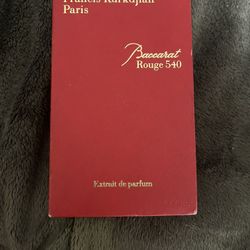 Francis Kurkdjian
Paris
Baccarat
Rouge 540
Extrait de parfum